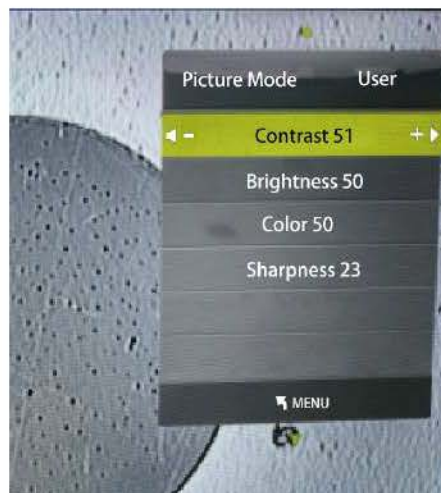 Picture Mode User
- Contrast 51 +
Brightness 50
Color 50
Sharpness 23
MENU